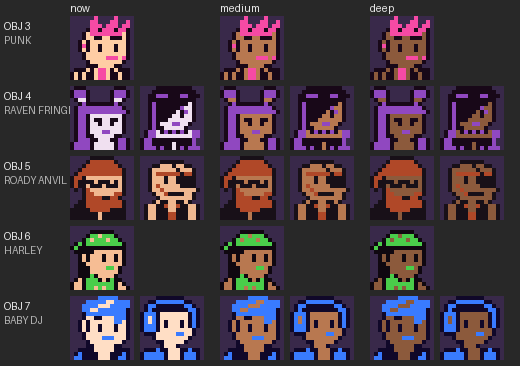 now medium deep
OBJ 3
PUNK
OBJ 4
RAVEN FRINGE
OBJ 5
ROADY ANVIL
OBJ 6
HARLEY
OBJ 7
BABY DJ